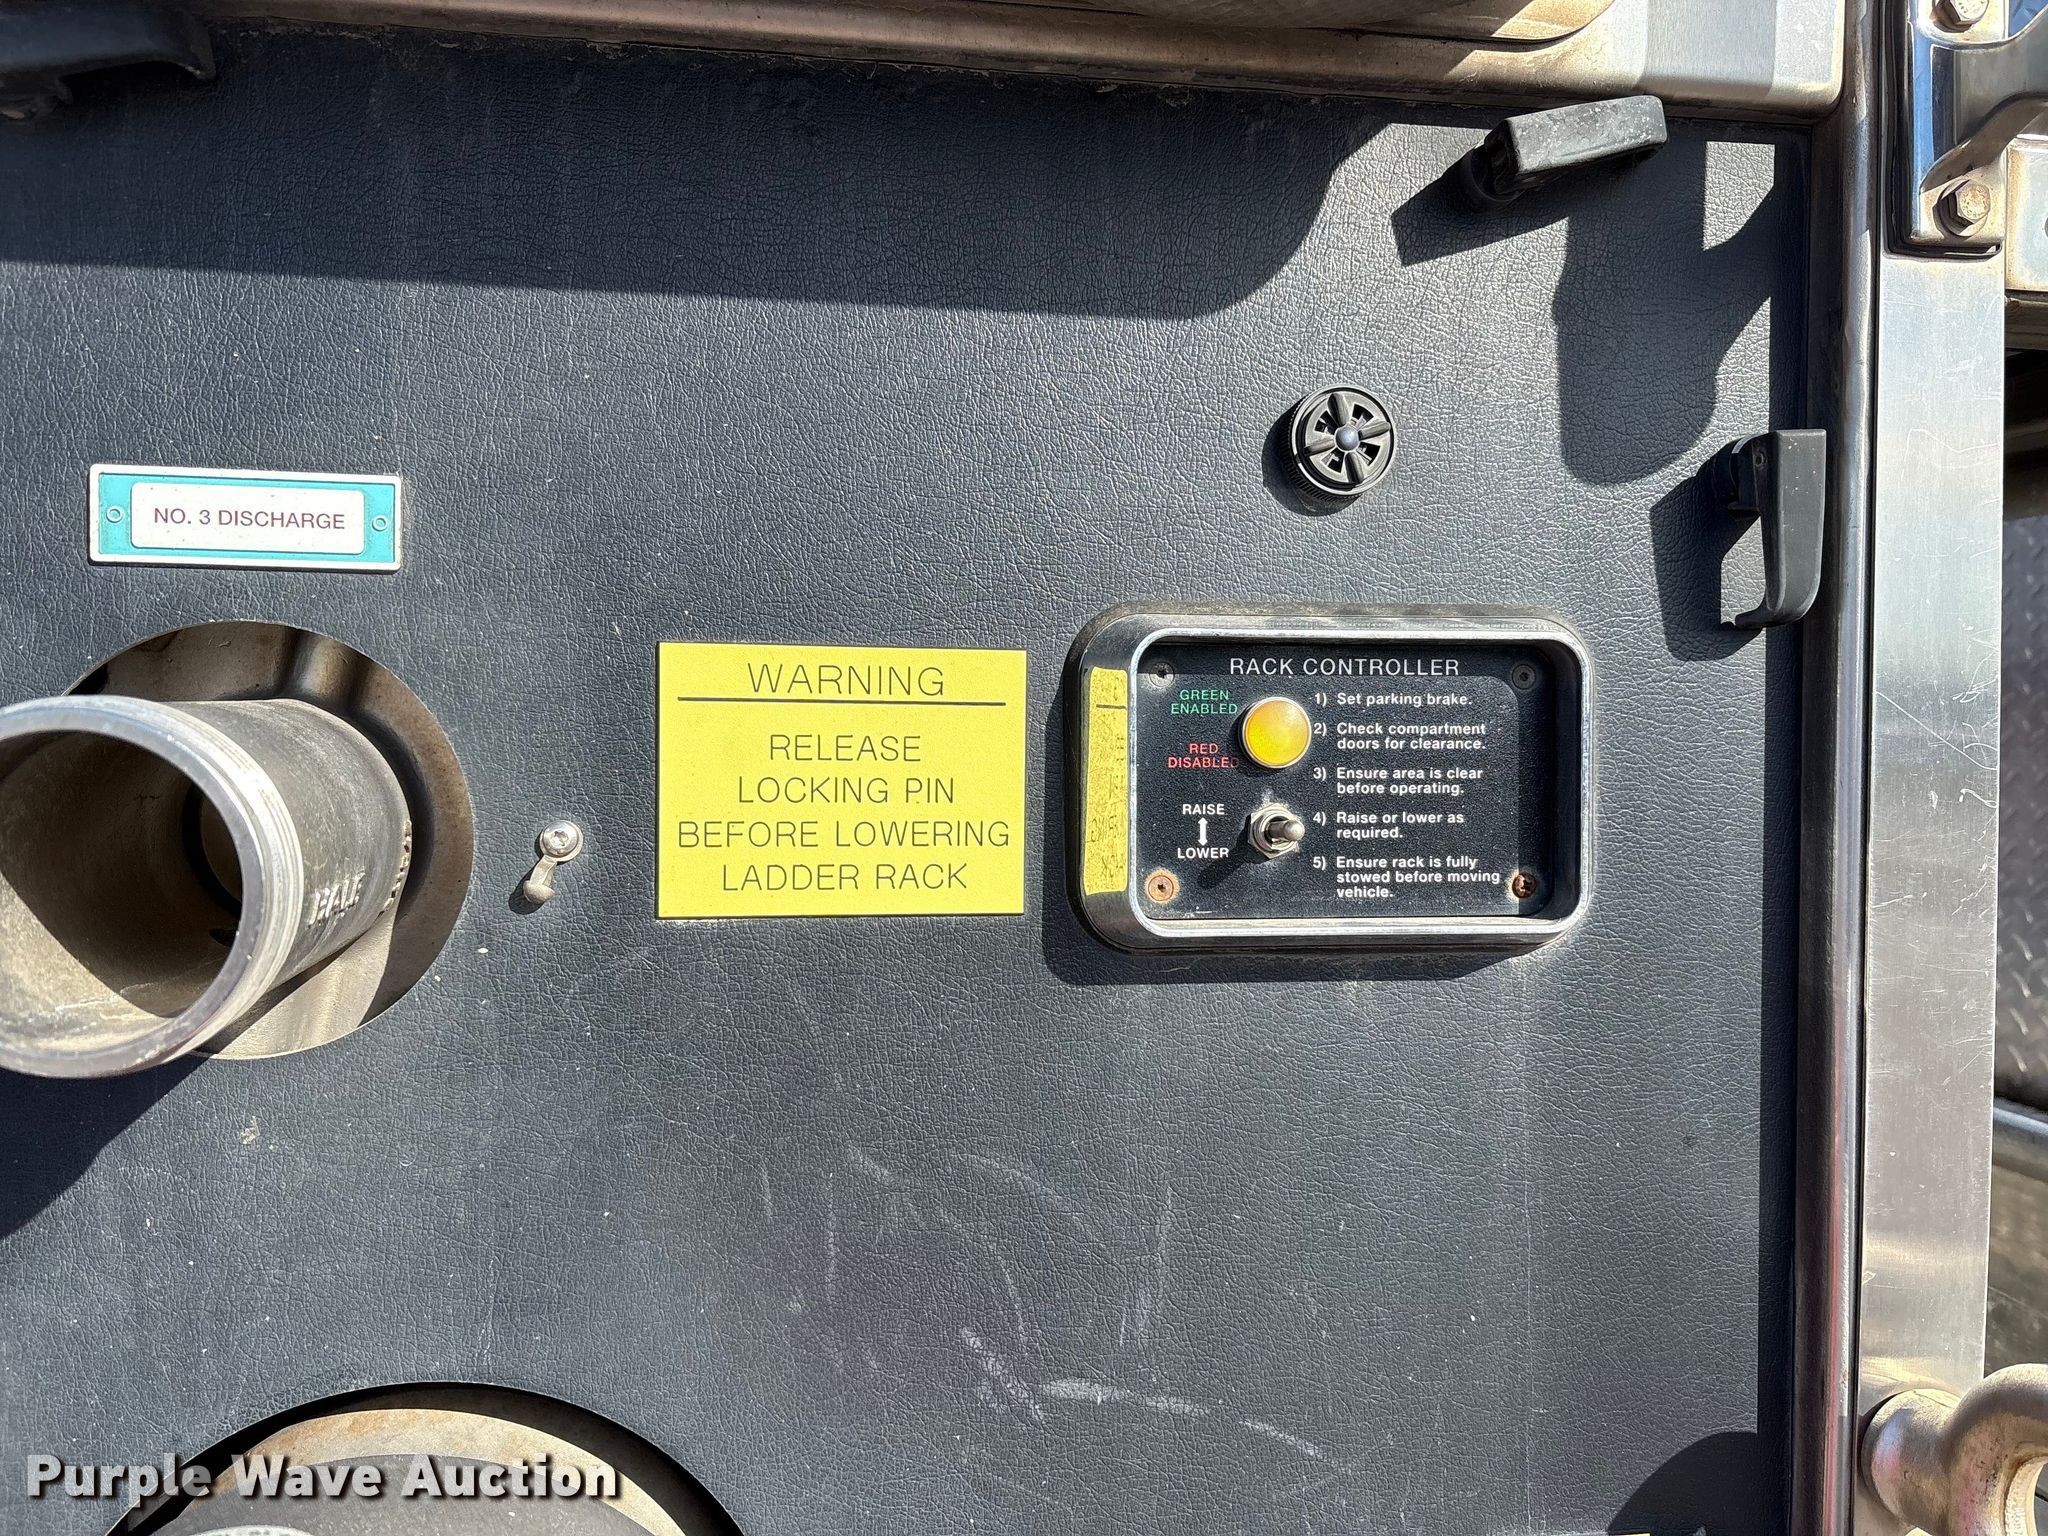 NO. 3 DISCHARGE
WARNING
RELEASE
LOCKING PIN
BEFORE LOWERING
LADDER RACK
RACK CONTROLLER
GREEN
ENABLED
RED
DISABLED
RAISE
LOWER
1) Set parking brake.
2) Check compartment
doors for clearance.
3) Ensure area is clear
before operating.
4) Raise or lower as
required.
5) Ensure rack is fully
stowed before moving
vehicle.
HALE
Purple Wave Auction